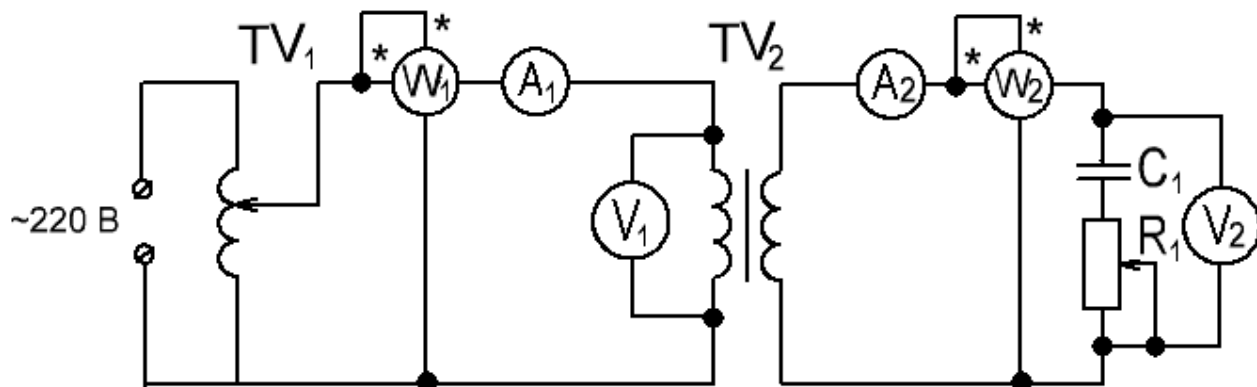 TV₁
* *
W₁
A₁
TV₂
A₂
* *
W₂
~220 В
V₁
C₁
R₁
V₂